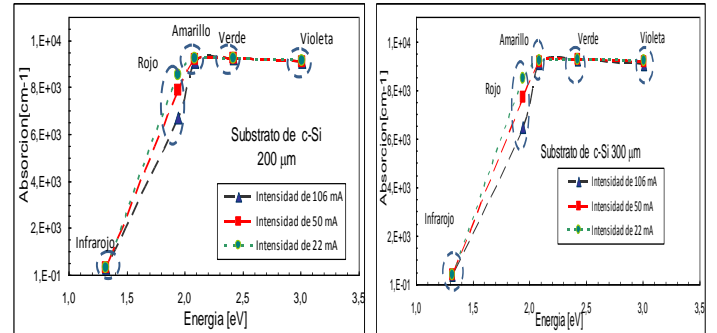 Absorcion[cm-1]
1,E+04
8,E+03
6,E+03
4,E+03
2,E+03
1,E-01
Amarillo
Verde
Violeta
Rojo
Infrarojo
Substrato de c-Si
200 µm
Intensidad de 106 mA
Intensidad de 50 mA
Intensidad de 22 mA
1,0 1,5 2,0 2,5 3,0 3,5
Energia [eV]
Absorcion[cm-1]
1,E+04
8,E+03
6,E+03
4,E+03
2,E+03
1,E-01
Amarillo
Verde
Violeta
Rojo
Infrarojo
Substrato de c-Si 300 µm
Intensidad de 106 mA
Intensidad de 50 mA
Intensidad de 22 mA
1,0 1,5 2,0 2,5 3,0 3,5
Energia [eV]